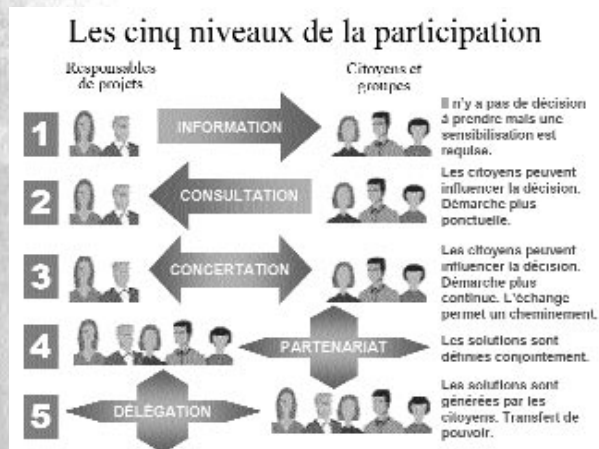 Les cinq niveaux de la participation
Responsables
de projets
Citoyens et
groupes
1
INFORMATION
Il n'y a pas de décision
à prendre mais une
sensibilisation est
requise.
2
CONSULTATION
Les citoyens peuvent
influencer la décision.
Démarche plus
ponctuelle.
3
CONCERTATION
Les citoyens peuvent
influencer la décision.
Démarche plus
continue. L'échange
permet un cheminement.
4
PARTENARIAT
Les solutions sont
définies conjointement.
5
DÉLÉGATION
Les solutions sont
générées par les
citoyens. Transfert de
pouvoir.